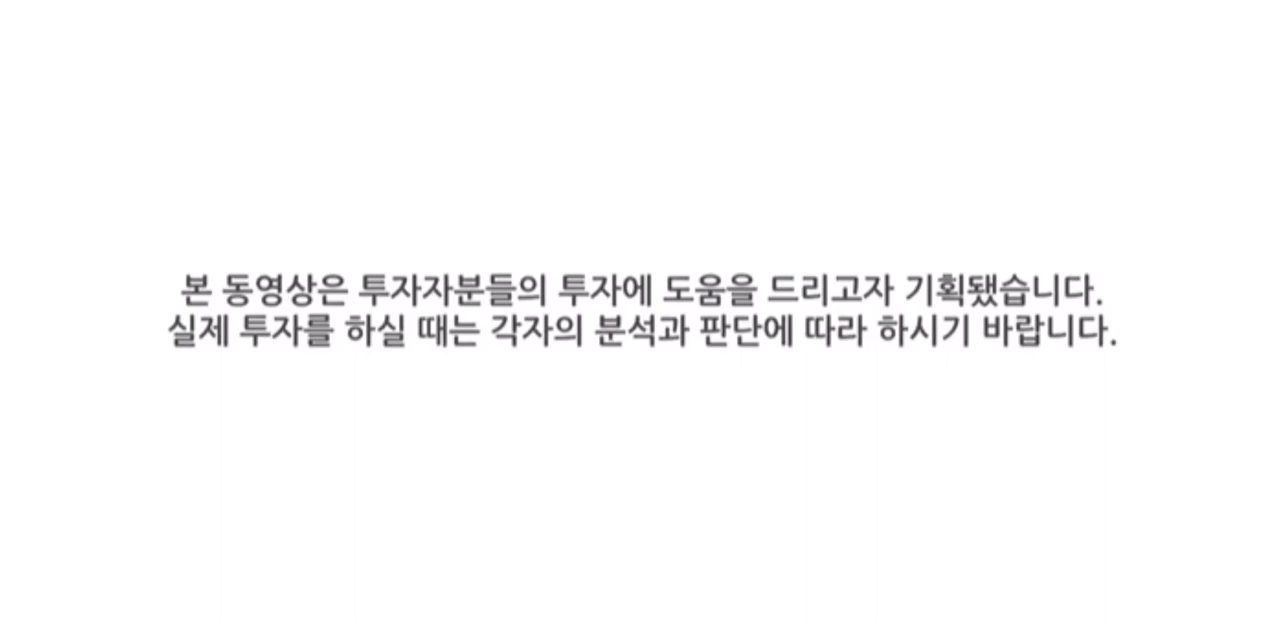 본 동영상은 투자자분들의 투자에 도움을 드리고자 기획됐습니다.
실제 투자를 하실 때는 각자의 분석과 판단에 따라 하시기 바랍니다.